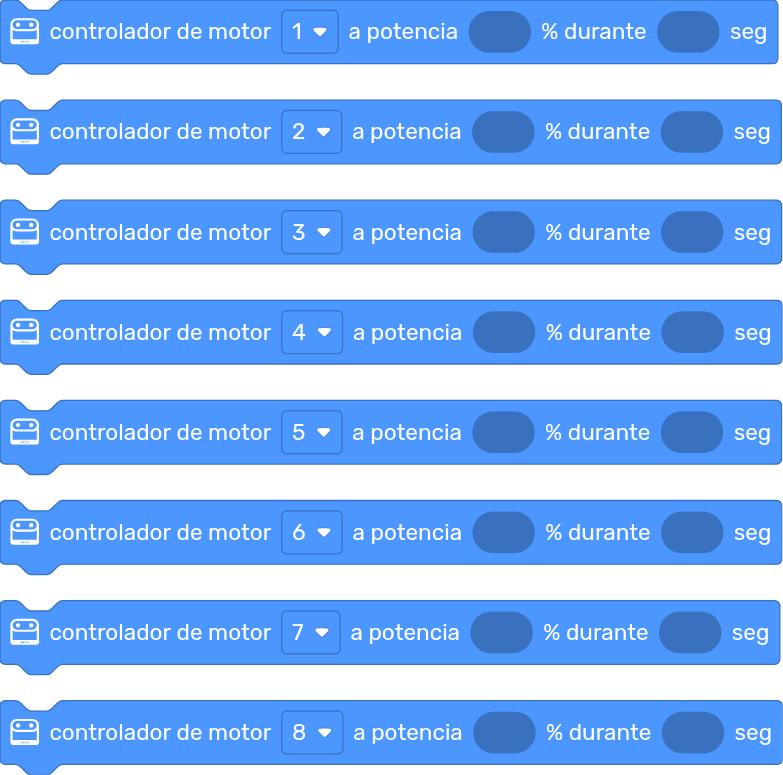 controlador de motor 1 a potencia % durante seg
controlador de motor 2 a potencia % durante seg
controlador de motor 3 a potencia % durante seg
controlador de motor 4 a potencia % durante seg
controlador de motor 5 a potencia % durante seg
controlador de motor 6 a potencia % durante seg
controlador de motor 7 a potencia % durante seg
controlador de motor 8 a potencia % durante seg